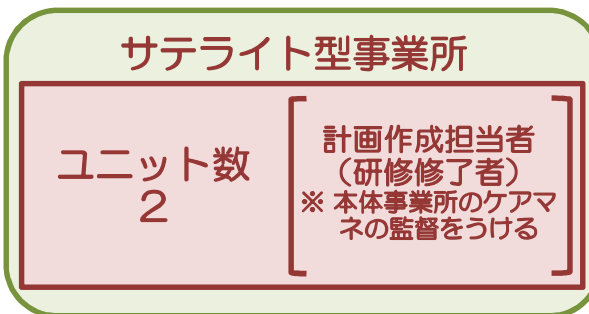 サテライト型事業所
ユニット数
2
計画作成担当者
（研修修了者）
※ 本体事業所のケアマ
ネの監督をうける